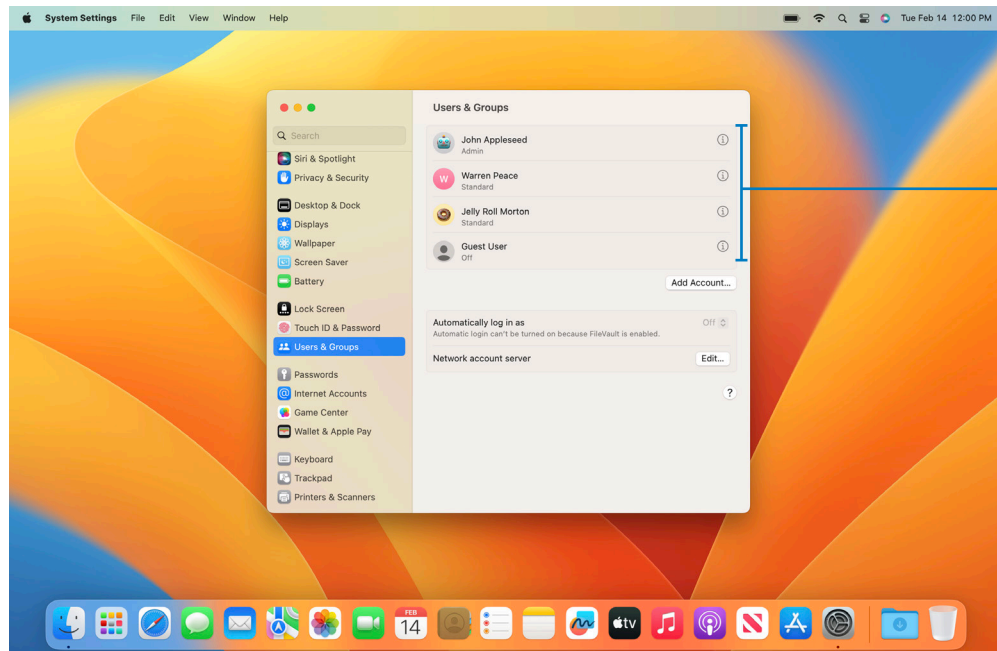 System Settings File Edit View Window Help
Tue Feb 14 12:00 PM
Users & Groups
Search
Siri & Spotlight
Privacy & Security
Desktop & Dock
Displays
Wallpaper
Screen Saver
Battery
Lock Screen
Touch ID & Password
Users & Groups
Passwords
Internet Accounts
Game Center
Wallet & Apple Pay
Keyboard
Trackpad
Printers & Scanners
John Appleseed
Admin
W
Warren Peace
Standard
Jelly Roll Morton
Standard
Guest User
Off
Add Account...
Automatically log in as Off
Automatic login can't be turned on because FileVault is enabled.
Network account server Edit...
?
FEB
14
tv